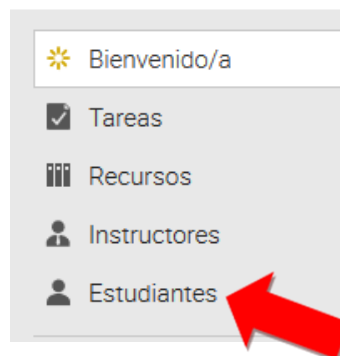 Bienvenido/a
Tareas
Recursos
Instructores
Estudiantes